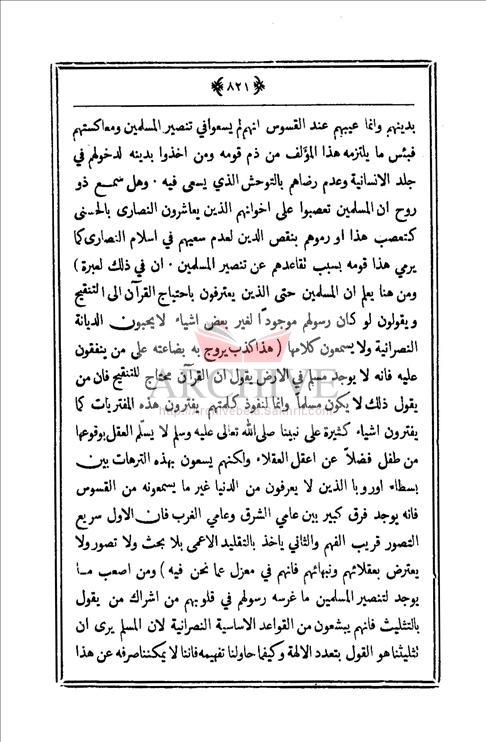 ﴿ ٨٢١ ﴾
بدينهم وانما عيبهم عند القسوس انهم لم يسعوا في تنصير المسلمين ومعاكستهم
فبئس ما يلتزمه هذا المؤلف من ذم قومه ومن اخذوا بدينه لدخولهم في
جلد الانسانية وعدم رضاهم بالتوحش الذي يسعى فيه . وهل سمع ذو
روح ان المسلمين تعصبوا على اخوانهم الذين يعاشرون النصارى بالحسنى
كتعصب هذا او رموهم بنقص الدين لعدم سعيهم في اسلام النصارى كما
يرمي هذا قومه بسبب تقاعدهم عن تنصير المسلمين . ان في ذلك لعبرة )
ومن هنا يعلم ان المسلمين حتى الذين يعترفون باحتياج القرآن الى التنقيح
ويقولون لو كان رسولهم موجودًا لغير بعض اشياء لا يحبون الديانة
النصرانية ولا يسمعون كلامها ( هذا كذب يروج به بضاعته على من ينفقون
عليه فانه لا يوجد مسلم في الارض يقول ان القرآن محتاج للتنقيح فان من
يقول ذلك لا يكون مسلماً وانما لنفوذ كلمتهم يفترون هذه المفتريات كما
يفترون اشياء كثيرة على نبينا صلى الله تعالى عليه وسلم لا يسلّم العقل بوقوعها
من طفل فضلاً عن اعقل العقلاء ولكنهم يسعون بهذه الترهات بين
بسطاء اوروبا الذين لا يعرفون من الدنيا غير ما يسمعونه من القسوس
فانه يوجد فرق كبير بين عامي الشرق وعامي الغرب فان الاول سريع
التصور قريب الفهم والثاني ياخذ بالتقليد الاعمى بلا بحث ولا تصور ولا
يعترض بعقلائهم ونبهائهم فانهم في معزل عما نحن فيه ) ومن اصعب ما
يوجد لتنصير المسلمين ما غرسه رسولهم في قلوبهم من اشراك من يقول
بالتثليث فانهم يبشعون من القواعد الاساسية النصرانية لان المسلم يرى ان
تثليثنا هو القول بتعدد الالهة وكيفما حاولنا تفهيمه فاننا لا يمكننا صرفه عن هذا
ARCHIVE